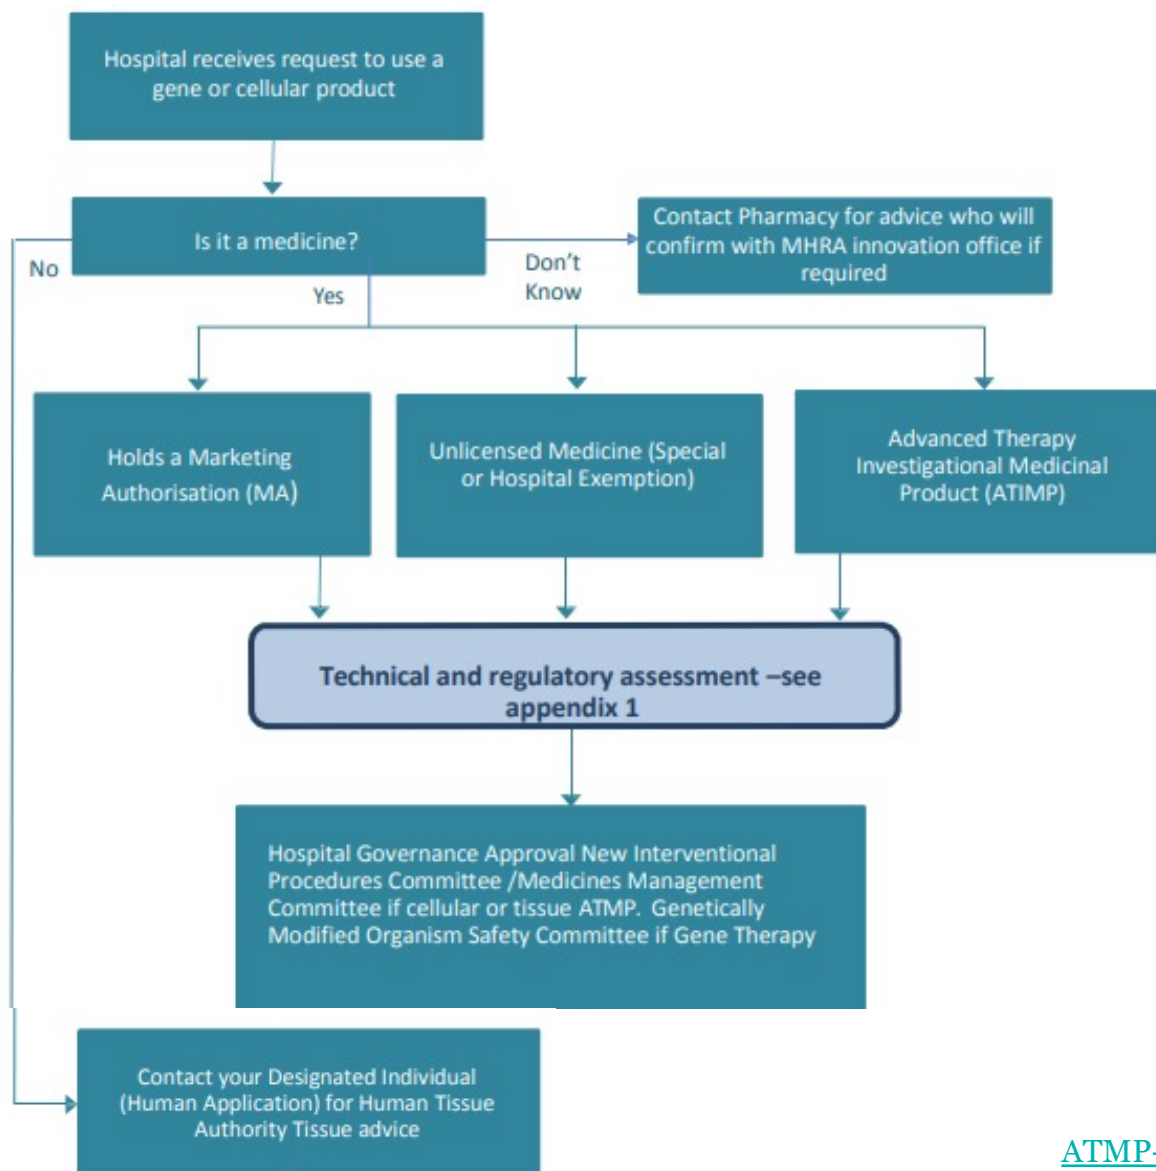 Hospital receives request to use a
gene or cellular product
Is it a medicine?
Contact Pharmacy for advice who will
confirm with MHRA innovation office if
required
No
Yes
Don't
Know
Holds a Marketing
Authorisation (MA)
Unlicensed Medicine (Special
or Hospital Exemption)
Advanced Therapy
Investigational Medicinal
Product (ATIMP)
Technical and regulatory assessment –see
appendix 1
Hospital Governance Approval New Interventional
Procedures Committee /Medicines Management
Committee if cellular or tissue ATMP.  Genetically
Modified Organism Safety Committee if Gene Therapy
Contact your Designated Individual
(Human Application) for Human Tissue
Authority Tissue advice
ATMP-